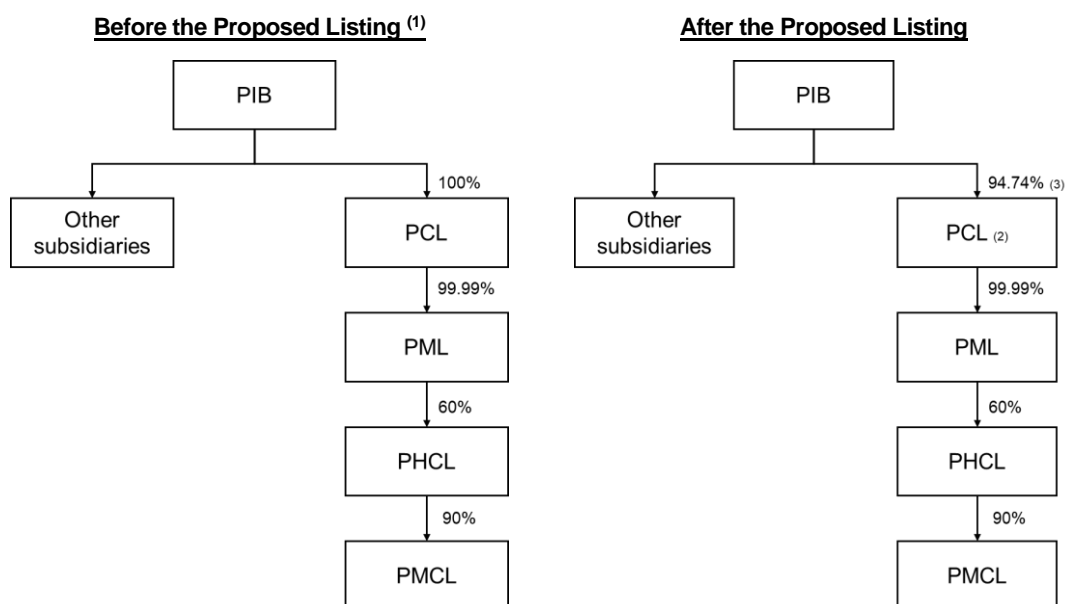 Before the Proposed Listing (1)
PIB
Other
subsidiaries
100%
PCL
99.99%
PML
60%
PHCL
90%
PMCL
After the Proposed Listing
PIB
Other
subsidiaries
94.74% (3)
PCL (2)
99.99%
PML
60%
PHCL
90%
PMCL